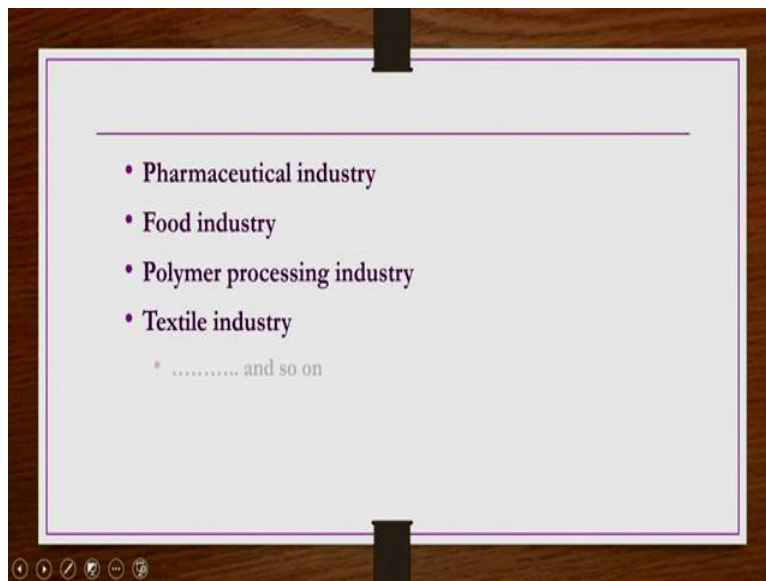 • Pharmaceutical industry
• Food industry
• Polymer processing industry
• Textile industry
• ........... and so on